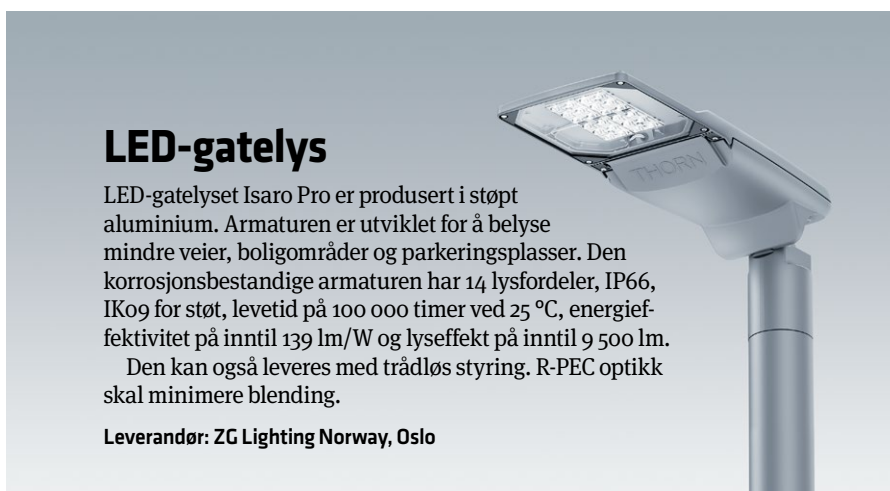 LED-gatelys
THORN
LED-gatelyset Isaro Pro er produsert i støpt
aluminium. Armaturen er utviklet for å belyse
mindre veier, boligområder og parkeringsplasser. Den
korrosjonsbestandige armaturen har 14 lysfordeler, IP66,
IK09 for støt, levetid på 100 000 timer ved 25 °C, energief-
fektivitet på inntil 139 lm/W og lyseffekt på inntil 9 500 lm.
Den kan også leveres med trådløs styring. R-PEC optikk
skal minimere blending.
Leverandør: ZG Lighting Norway, Oslo